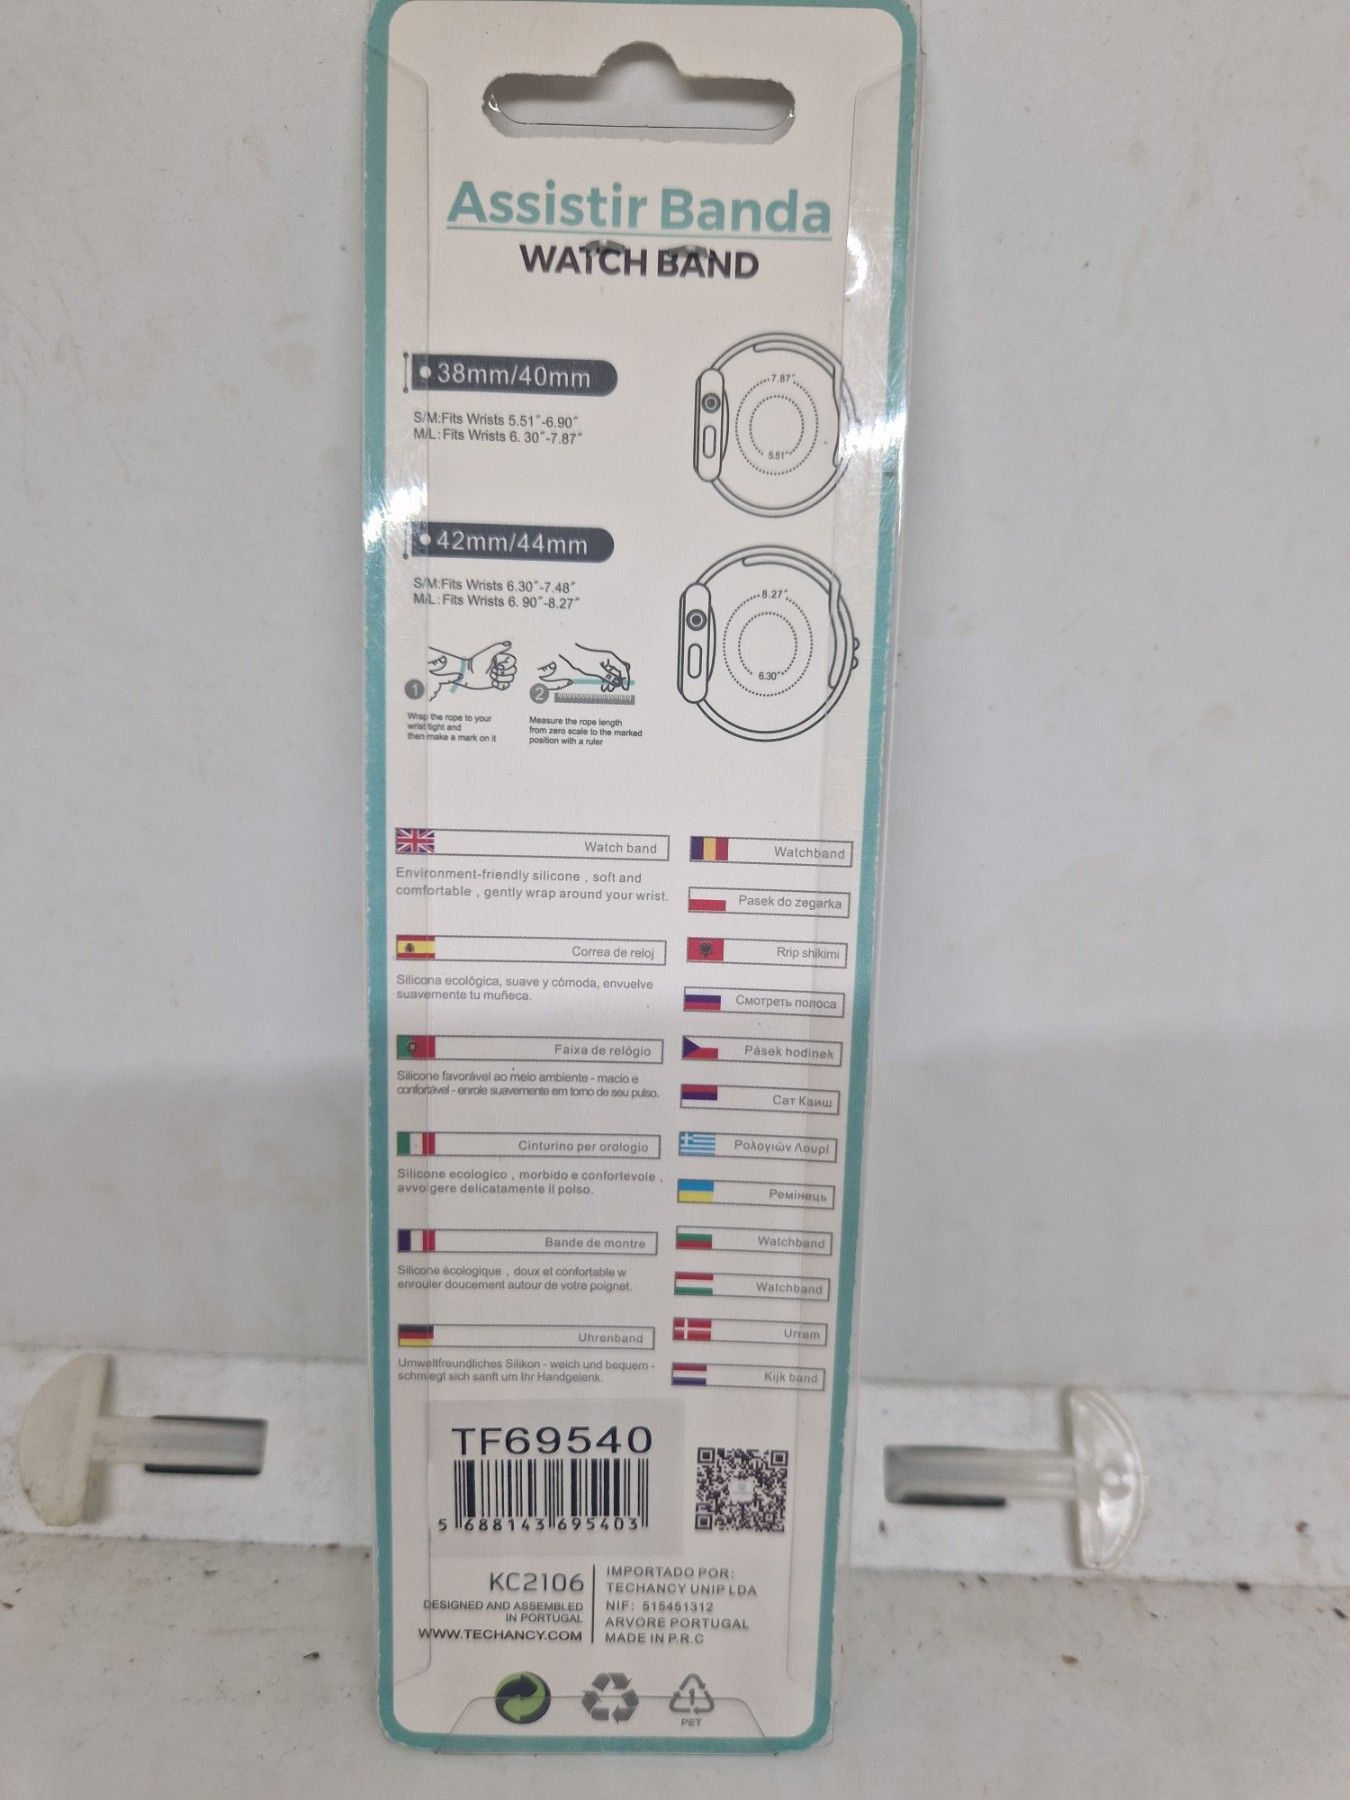 Assistir Banda
WATCH BAND
38mm/40mm
S/M:Fits Wrists 5.51"-6.90"
M/L:Fits Wrists 6. 30"-7.87"
7.87"
5.51"
42mm/44mm
S/M:Fits Wrists 6.30"-7.48"
M/L:Fits Wrists 6. 90"-8.27"
8.27"
6.30"
1
Wrap the rope to your
wrist tight and
then make a mark on it
2
Measure the rope length
from zero scale to the marked
position with a ruler
Watch band
Environment-friendly silicone , soft and
comfortable , gently wrap around your wrist.
Correa de reloj
Silicona ecológica, suave y cómoda, envuelve
suavemente tu muñeca.
Faixa de relógio
Silicone favorável ao meio ambiente - macio e
confortável - enrole suavemente em torno de seu pulso.
Cinturino per orologio
Silicone ecologico , morbido e confortevole ,
avvolgere delicatamente il polso.
Bande de montre
Silicone écologique , doux et confortable w
enrouler doucement autour de votre poignet.
Uhrenband
Umweltfreundliches Silikon - weich und bequem -
schmiegt sich sanft um Ihr Handgelenk.
Watchband
Pasek do zegarka
Rrip shikimi
Смотреть полоса
Pásek hodinek
Сат Каиш
Ρολογιών Λουρί
Ремінець
Watchband
Watchband
Urrem
Kijk band
TF69540
5 688143 695403
KC2106
DESIGNED AND ASSEMBLED
IN PORTUGAL
WWW.TECHANCY.COM
IMPORTADO POR:
TECHANCY UNIP LDA
NIF: 515451312
ARVORE PORTUGAL
MADE IN P.R.C
1
PET